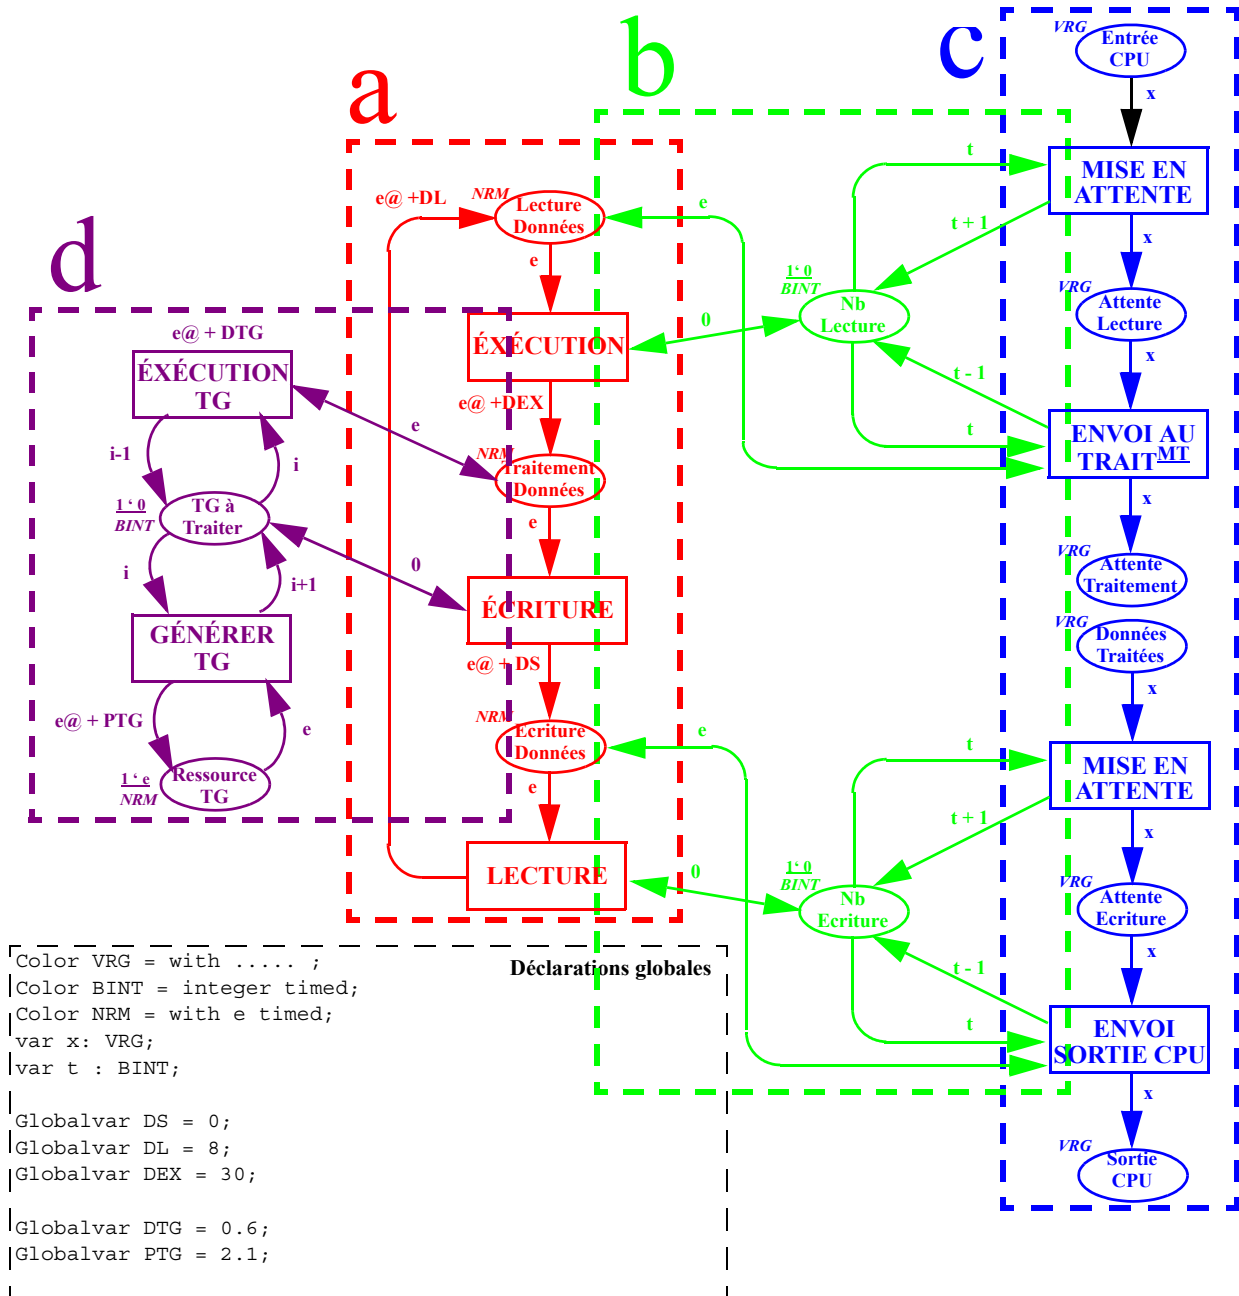 a
b
c
d
VRG
Entrée
CPU
x
MISE EN
ATTENTE
x
VRG
Attente
Lecture
x
ENVOI AU
TRAITMT
x
VRG
Attente
Traitement
VRG
Données
Traitées
x
MISE EN
ATTENTE
x
VRG
Attente
Ecriture
x
ENVOI
SORTIE CPU
x
VRG
Sortie
CPU
t
t + 1
1‘ 0
BINT
Nb
Lecture
t - 1
t
e
0
t
t + 1
1‘ 0
BINT
Nb
Ecriture
t - 1
t
e
0
e@ +DL
NRM
Lecture
Données
e
ÉXÉCUTION
e@ +DEX
NRM
Traitement
Données
e
ÉCRITURE
e@ + DS
NRM
Ecriture
Données
e
LECTURE
e@ + DTG
ÉXÉCUTION
TG
e
i-1
i
1‘ 0
BINT
TG à
Traiter
0
i
i+1
GÉNÉRER
TG
e@ + PTG
e
1‘ e
NRM
Ressource
TG
Déclarations globales
Color VRG = with ..... ;
Color BINT = integer timed;
Color NRM = with e timed;
var x: VRG;
var t : BINT;
Globalvar DS = 0;
Globalvar DL = 8;
Globalvar DEX = 30;
Globalvar DTG = 0.6;
Globalvar PTG = 2.1;